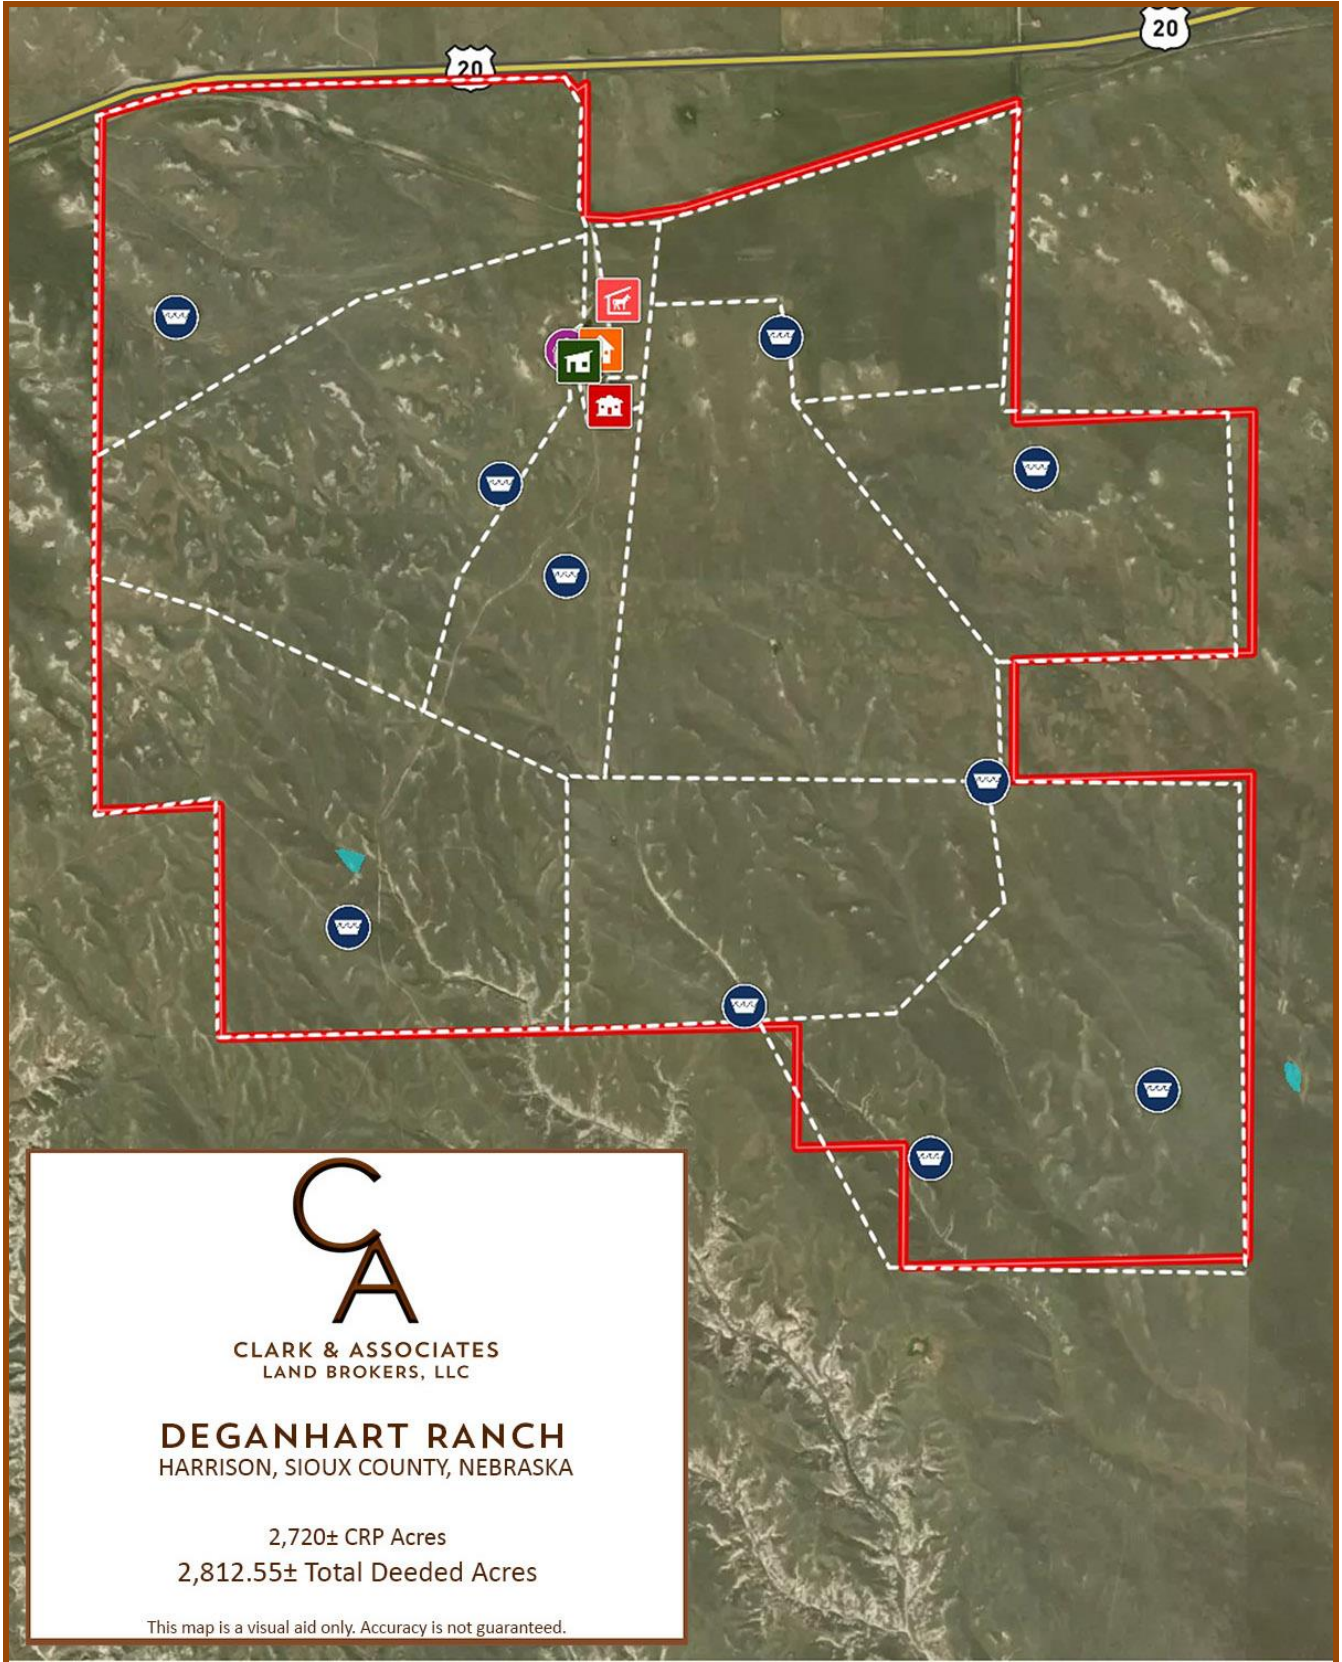 20
20
CA
CLARK & ASSOCIATES
LAND BROKERS, LLC
DEGANHART RANCH
HARRISON, SIOUX COUNTY, NEBRASKA
2,720± CRP Acres
2,812.55± Total Deeded Acres
This map is a visual aid only. Accuracy is not guaranteed.